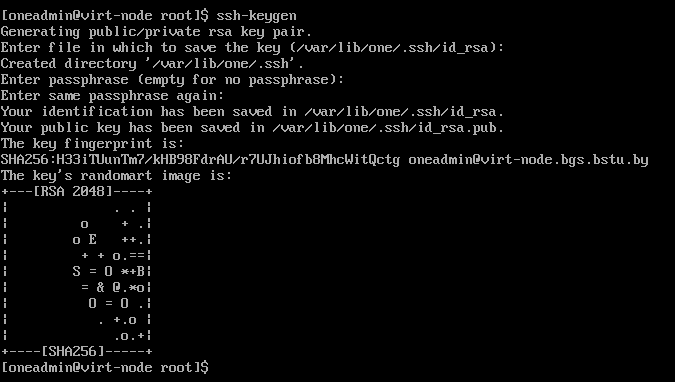 [oneadmin@virt-node root]$ ssh-keygen
Generating public/private rsa key pair.
Enter file in which to save the key (/var/lib/one/.ssh/id_rsa):
Created directory '/var/lib/one/.ssh'.
Enter passphrase (empty for no passphrase):
Enter same passphrase again:
Your identification has been saved in /var/lib/one/.ssh/id_rsa.
Your public key has been saved in /var/lib/one/.ssh/id_rsa.pub.
The key fingerprint is:
SHA256:H33iTUunTm7/kHB98FdrAU/r7UJhiofb8MhcWitQctg oneadmin@virt-node.bgs.bstu.by
The key's randomart image is:
+---[RSA 2048]----+
|             . . |
|         o    + .|
|        o E   ++.|
|         + + o.==|
|        S = O *+B|
|         = & @.*o|
|          O = O .|
|           . +.o |
|             .o.+|
+----[SHA256]-----+
[oneadmin@virt-node root]$